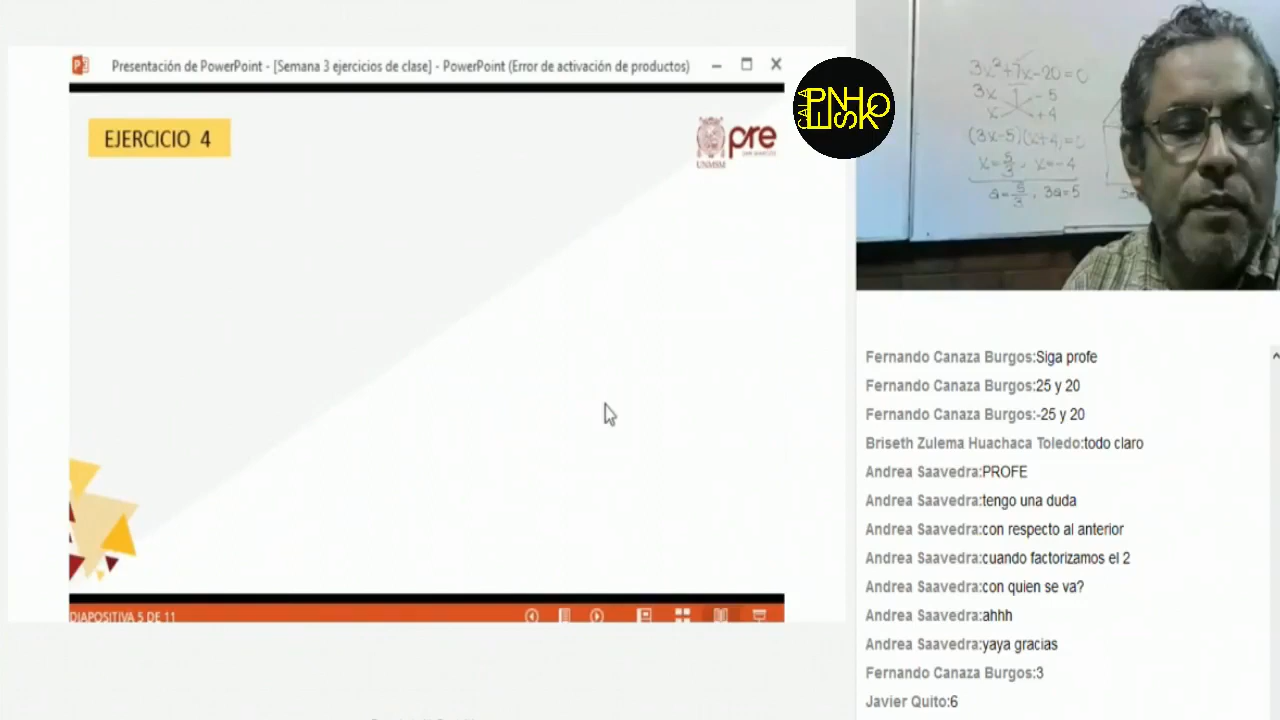 Presentación de PowerPoint - [Semana 3 ejercicios de clase] - PowerPoint (Error de activación de productos)
EJERCICIO 4
UNMSM
pre
DIAPOSITIVA 5 DE 11
CALA
PENHO
ESK
3x²+7x-20=0
3x -5
x +4
(3x-5)(x+4)=0
x=5/3, x=-4
a=5/3, 3a=5
Fernando Canaza Burgos:Siga profe
Fernando Canaza Burgos:25 y 20
Fernando Canaza Burgos:-25 y 20
Briseth Zulema Huachaca Toledo:todo claro
Andrea Saavedra:PROFE
Andrea Saavedra:tengo una duda
Andrea Saavedra:con respecto al anterior
Andrea Saavedra:cuando factorizamos el 2
Andrea Saavedra:con quien se va?
Andrea Saavedra:ahhh
Andrea Saavedra:yaya gracias
Fernando Canaza Burgos:3
Javier Quito:6